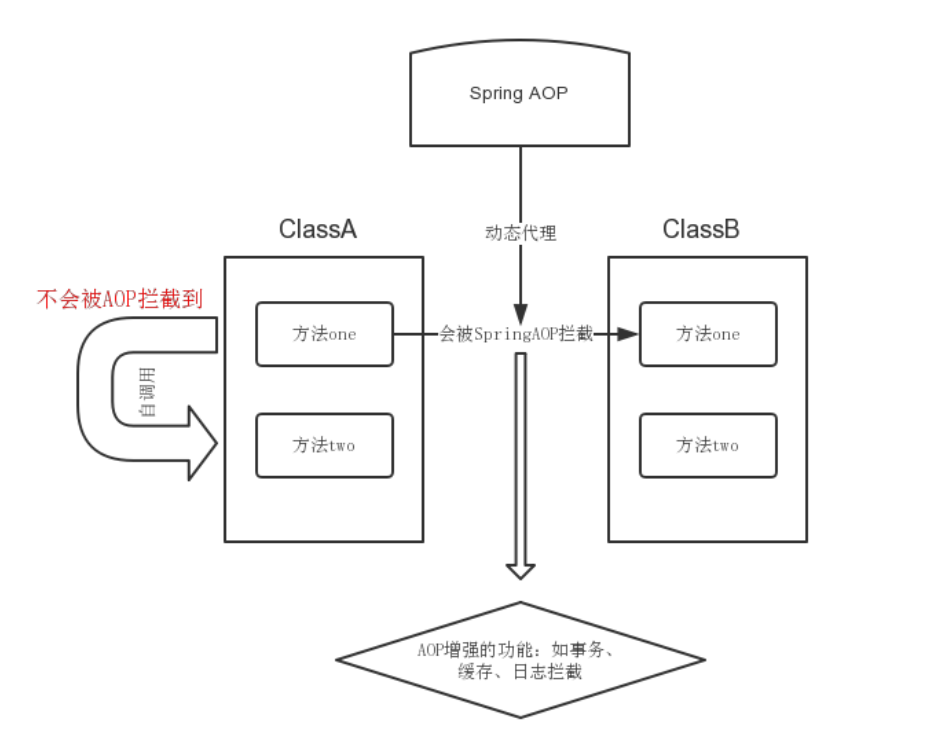 Spring AOP
动态代理
ClassA
ClassB
不会被AOP拦截到
自调用
方法one
会被SpringAOP拦截
方法one
方法two
方法two
AOP增强的功能：如事务、
缓存、日志拦截